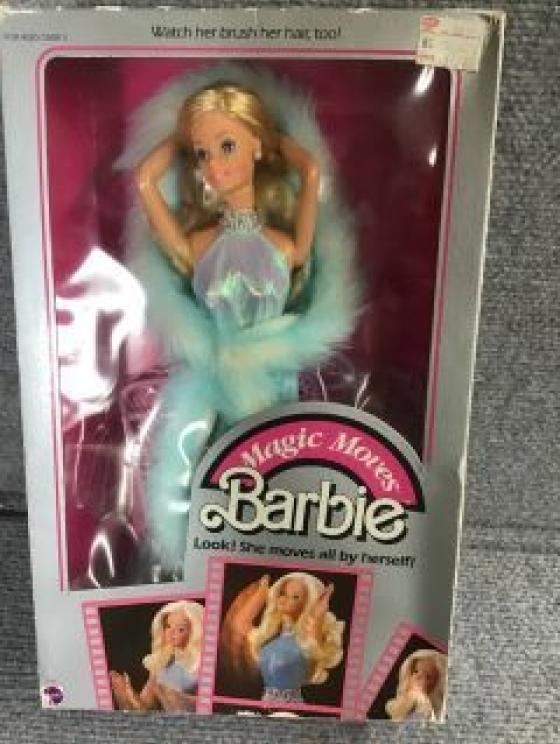 Watch her brush her hair, too!
Magic Moves
Barbie
Look! She moves all by herself!